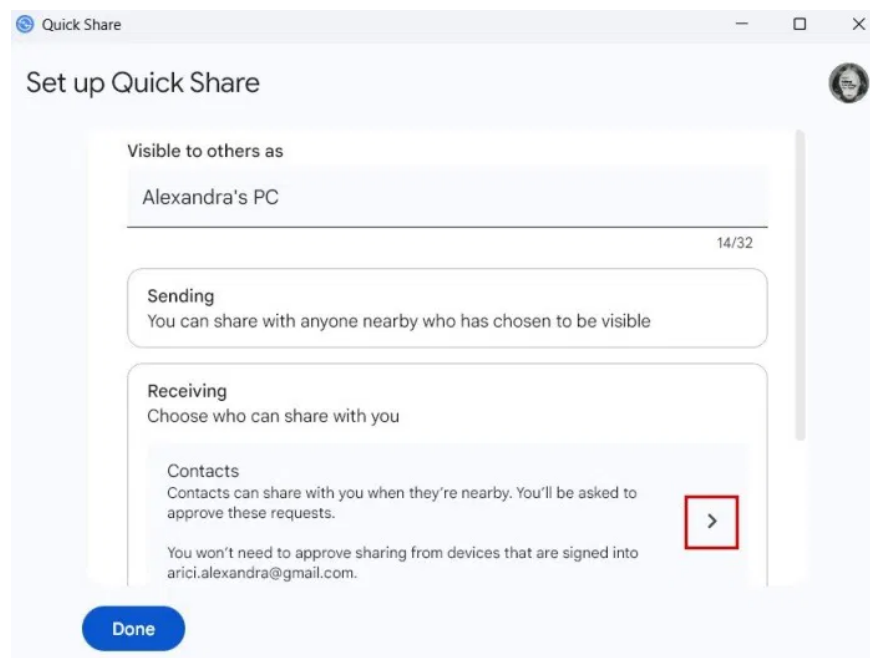 Quick Share
Set up Quick Share
Visible to others as
Alexandra's PC
14/32
Sending
You can share with anyone nearby who has chosen to be visible
Receiving
Choose who can share with you
Contacts
Contacts can share with you when they're nearby. You'll be asked to
approve these requests.
You won't need to approve sharing from devices that are signed into
arici.alexandra@gmail.com.
Done